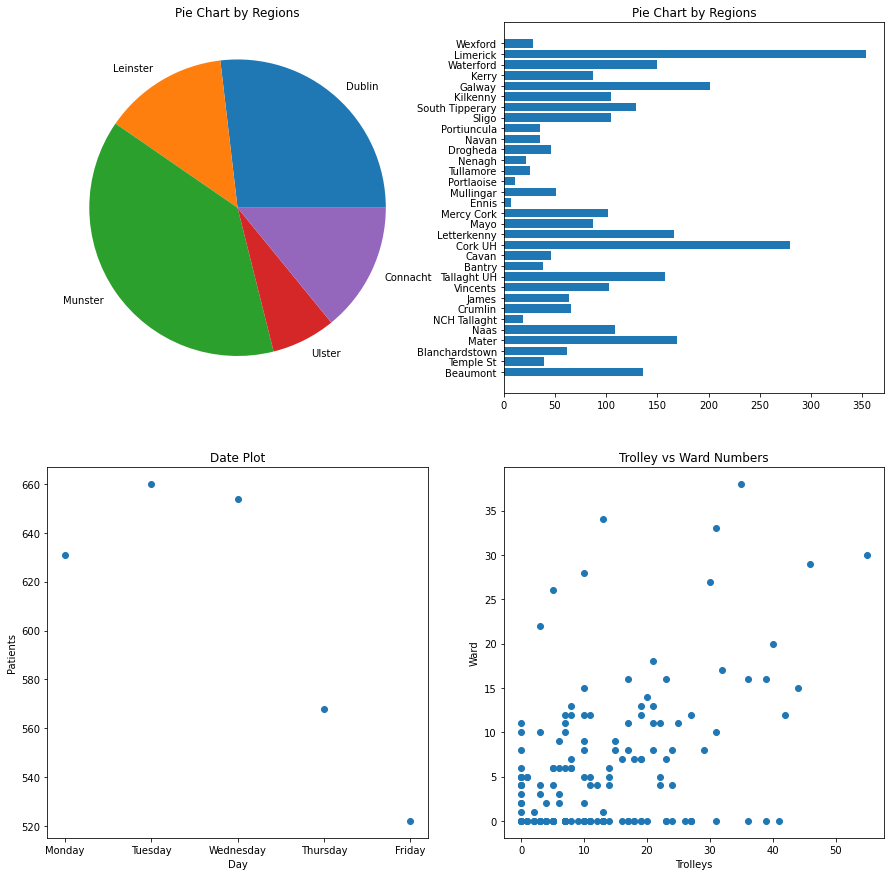 Pie Chart by Regions
Dublin
Leinster
Munster
Ulster
Connacht
Pie Chart by Regions
Wexford
Limerick
Waterford
Kerry
Galway
Kilkenny
South Tipperary
Sligo
Portiuncula
Navan
Drogheda
Nenagh
Tullamore
Portlaoise
Mullingar
Ennis
Mercy Cork
Mayo
Letterkenny
Cork UH
Cavan
Bantry
Tallaght UH
Vincents
James
Crumlin
NCH Tallaght
Naas
Mater
Blanchardstown
Temple St
Beaumont
0 50 100 150 200 250 300 350
Date Plot
660
640
620
600
580
560
540
520
Patients
Monday Tuesday Wednesday Thursday Friday
Day
Trolley vs Ward Numbers
35
30
25
20
15
10
5
0
Ward
0 10 20 30 40 50
Trolleys